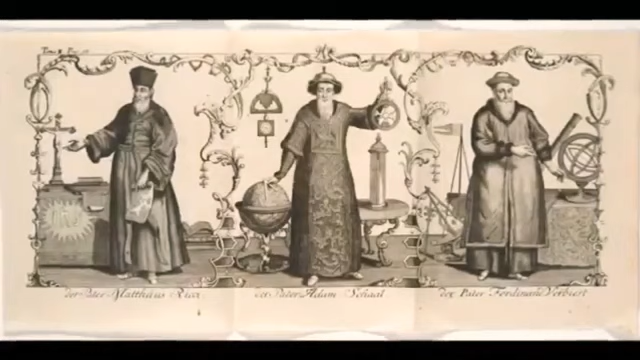 der Pater Matthäus Ricci
der Pater Adam Schaal
der Pater Ferdinand Verbiest